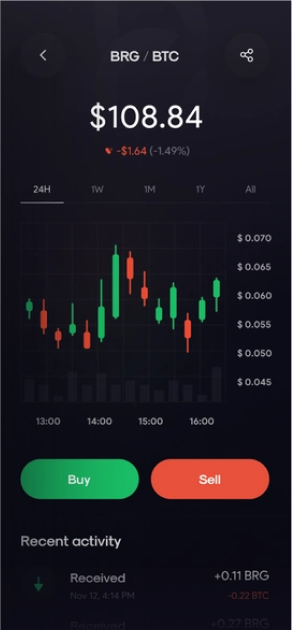 BRG / BTC
$108.84
-$1.64 (-1.49%)
24H 1W 1M 1Y All
$ 0.070
$ 0.065
$ 0.060
$ 0.055
$ 0.050
$ 0.045
13:00 14:00 15:00 16:00
Buy Sell
Recent activity
Received +0.11 BRG
Nov 12, 4:14 PM -0.22 BTC
Received +0.27 BRG